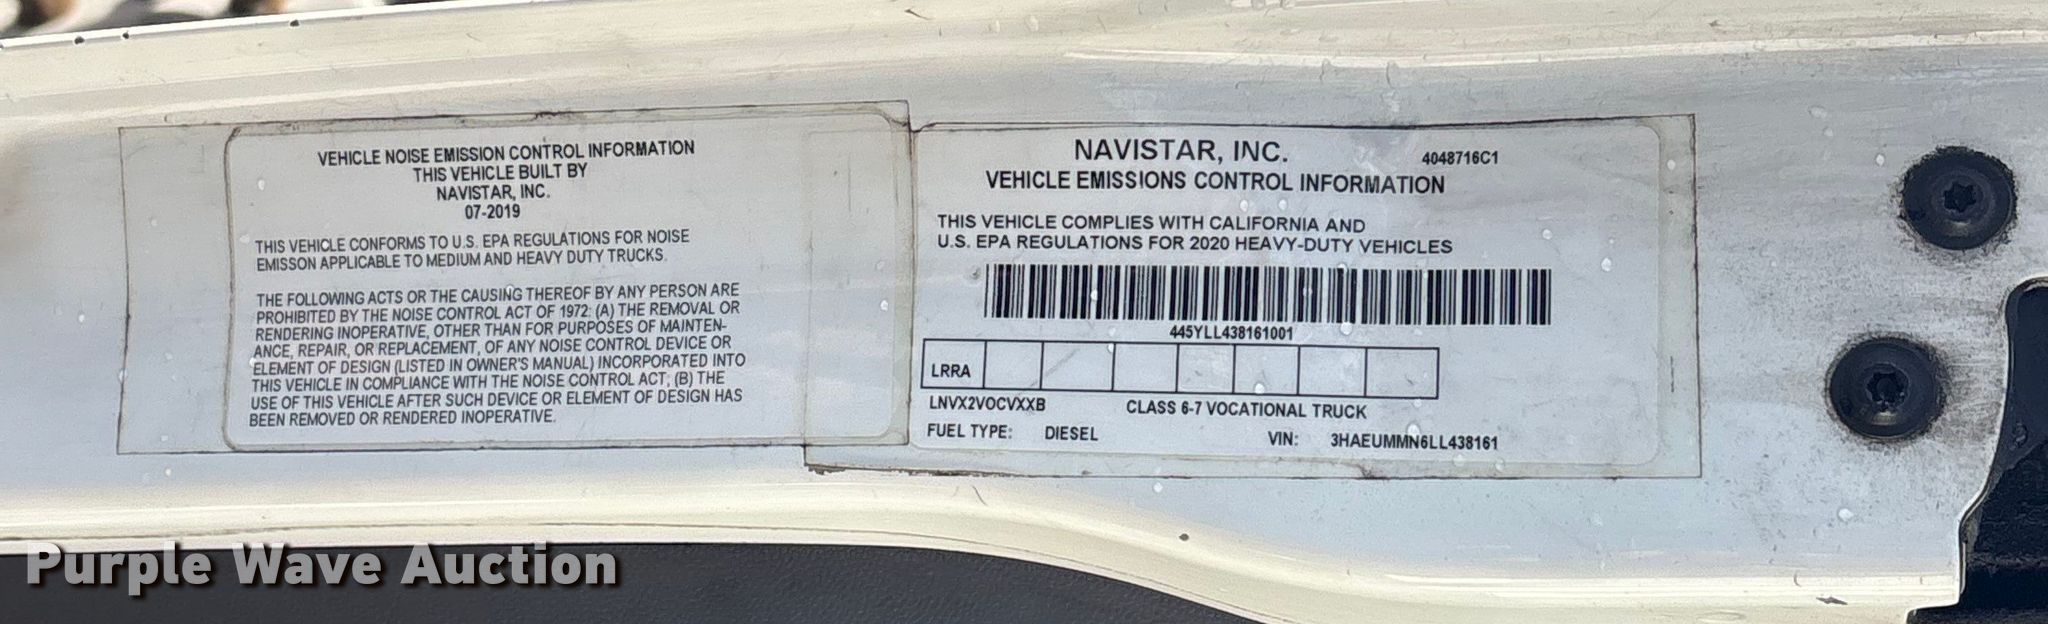 VEHICLE NOISE EMISSION CONTROL INFORMATION
THIS VEHICLE BUILT BY
NAVISTAR, INC.
07-2019
THIS VEHICLE CONFORMS TO U.S. EPA REGULATIONS FOR NOISE
EMISSON APPLICABLE TO MEDIUM AND HEAVY DUTY TRUCKS.
THE FOLLOWING ACTS OR THE CAUSING THEREOF BY ANY PERSON ARE
PROHIBITED BY THE NOISE CONTROL ACT OF 1972: (A) THE REMOVAL OR
RENDERING INOPERATIVE, OTHER THAN FOR PURPOSES OF MAINTEN-
ANCE, REPAIR, OR REPLACEMENT, OF ANY NOISE CONTROL DEVICE OR
ELEMENT OF DESIGN (LISTED IN OWNER'S MANUAL) INCORPORATED INTO
THIS VEHICLE IN COMPLIANCE WITH THE NOISE CONTROL ACT; (B) THE
USE OF THIS VEHICLE AFTER SUCH DEVICE OR ELEMENT OF DESIGN HAS
BEEN REMOVED OR RENDERED INOPERATIVE.
NAVISTAR, INC. 4048716C1
VEHICLE EMISSIONS CONTROL INFORMATION
THIS VEHICLE COMPLIES WITH CALIFORNIA AND
U.S. EPA REGULATIONS FOR 2020 HEAVY-DUTY VEHICLES
445YLL438161001
LRRA
LNVX2VOCVXXB CLASS 6-7 VOCATIONAL TRUCK
FUEL TYPE: DIESEL VIN: 3HAEUMMN6LL438161
Purple Wave Auction